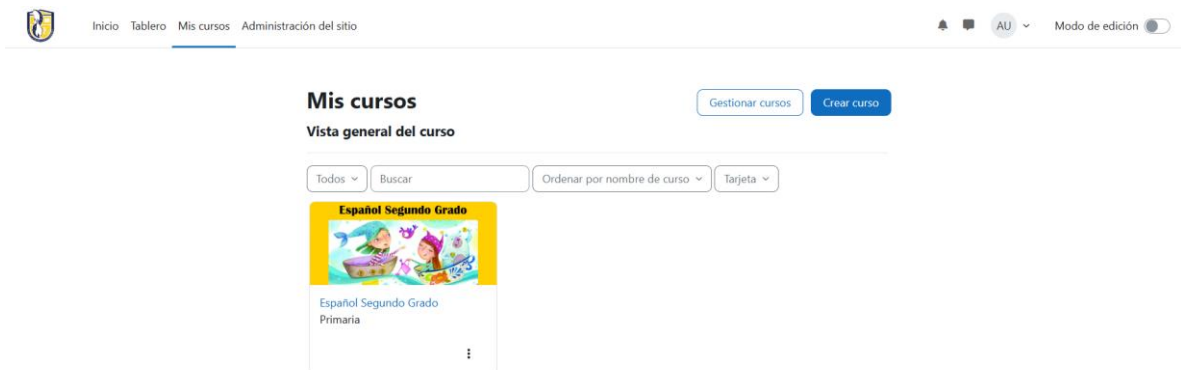 Inicio Tablero Mis cursos Administración del sitio AU Modo de edición
Mis cursos Gestionar cursos Crear curso
Vista general del curso
Todos Buscar Ordenar por nombre de curso Tarjeta
Español Segundo Grado
Español Segundo Grado
Primaria